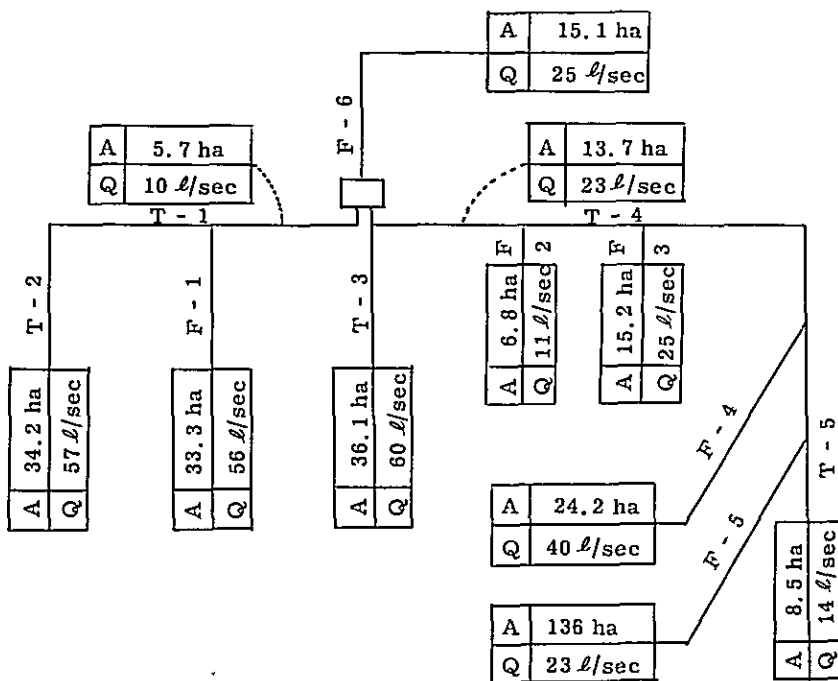 A 15.1 ha
Q 25 ℓ/sec
F - 6
A 5.7 ha
Q 10 ℓ/sec
T - 1
A 13.7 ha
Q 23 ℓ/sec
T - 4
T - 2
A 34.2 ha
Q 57 ℓ/sec
F - 1
A 33.3 ha
Q 56 ℓ/sec
T - 3
A 36.1 ha
Q 60 ℓ/sec
F 2
A 6.8 ha
Q 11 ℓ/sec
F 3
A 15.2 ha
Q 25 ℓ/sec
F - 4
A 24.2 ha
Q 40 ℓ/sec
F - 5
A 136 ha
Q 23 ℓ/sec
T - 5
A 8.5 ha
Q 14 ℓ/sec